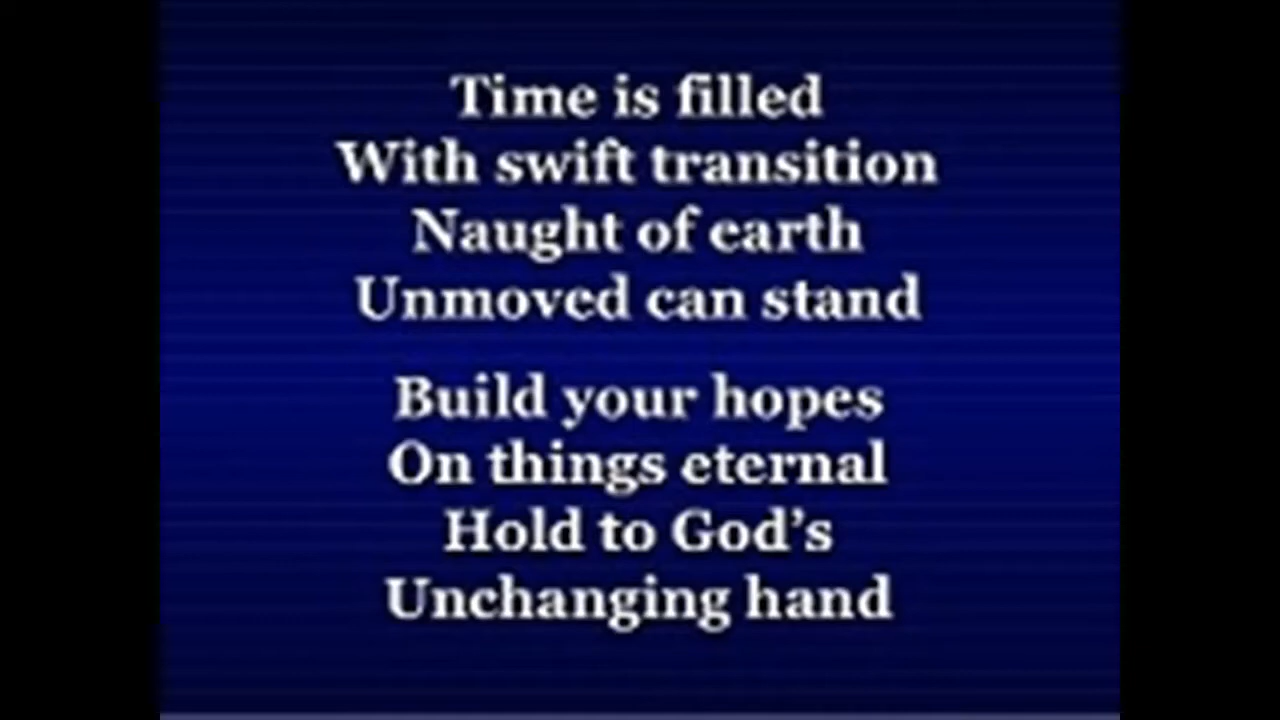 Time is filled
With swift transition
Naught of earth
Unmoved can stand
Build your hopes
On things eternal
Hold to God’s
Unchanging hand